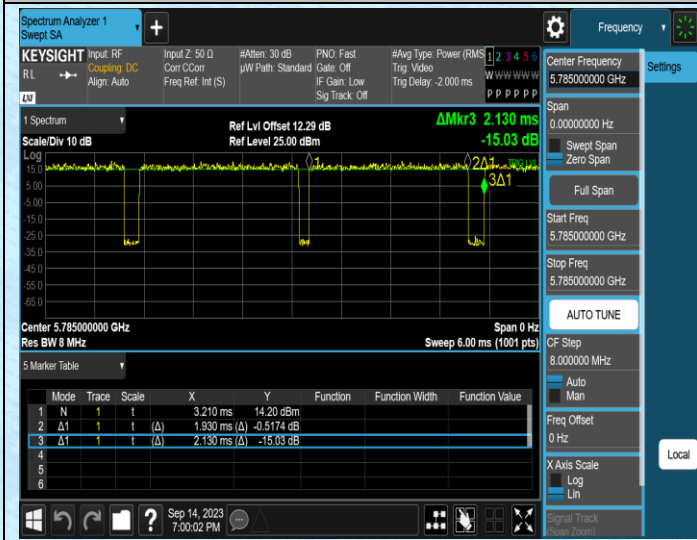 Spectrum Analyzer 1
Swept SA
Frequency
KEYSIGHT
Input: RF
Coupling: DC
Align: Auto
Input Z: 50 Ω
Corr CCorr
Freq Ref: Int (S)
#Atten: 30 dB
µW Path: Standard
PNO: Fast
Gate: Off
IF Gain: Low
Sig Track: Off
#Avg Type: Power (RMS
Trig: Video
Trig Delay: -2.000 ms
1 2 3 4 5 6
W W W W W W
P P P P P P
RL
LXI
1 Spectrum
Scale/Div 10 dB
Log
Ref Lvl Offset 12.29 dB
Ref Level 25.00 dBm
ΔMkr3 2.130 ms
-15.03 dB
15.0
5.00
-5.00
-15.0
-25.0
-35.0
-45.0
-55.0
-65.0
1
2Δ1
3Δ1
Center 5.785000000 GHz
Span 0 Hz
Res BW 8 MHz
Sweep 6.00 ms (1001 pts)
5 Marker Table
Mode Trace Scale X Y Function Function Width Function Value
1 N 1 t 3.210 ms 14.20 dBm
2 Δ1 1 t (Δ) 1.930 ms (Δ) -0.5174 dB
3 Δ1 1 t (Δ) 2.130 ms (Δ) -15.03 dB
4
5
6
Sep 14, 2023
7:00:02 PM
Center Frequency
5.785000000 GHz
Settings
Span
0.00000000 Hz
Swept Span
Zero Span
Full Span
Start Freq
5.785000000 GHz
Stop Freq
5.785000000 GHz
AUTO TUNE
CF Step
8.000000 MHz
Auto
Man
Freq Offset
0 Hz
X Axis Scale
Log
Lin
Local
Signal Track
(Span Zoom)